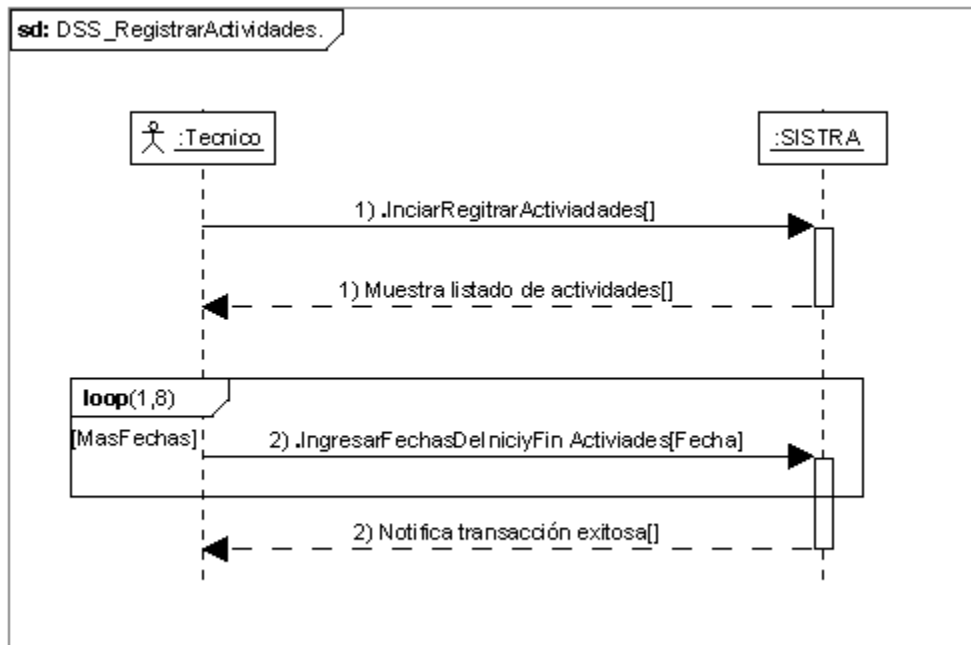 sd: DSS_RegistrarActividades.
:Tecnico
:SISTRA
1) .InciarRegitrarActiviadades[]
1) Muestra listado de actividades[]
loop(1,8)
[MasFechas]
2) .IngresarFechasDeIniciyFin Activiades[Fecha]
2) Notifica transacción exitosa[]